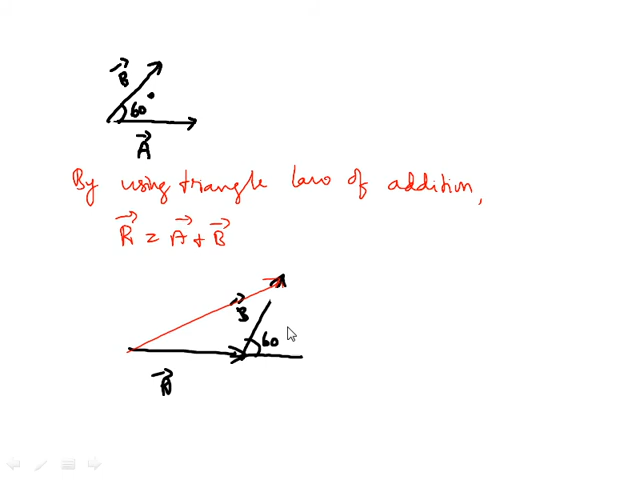 B⃗
60°
A⃗
By using triangle law of addition,
R⃗ = A⃗ + B⃗
B⃗
60
A⃗